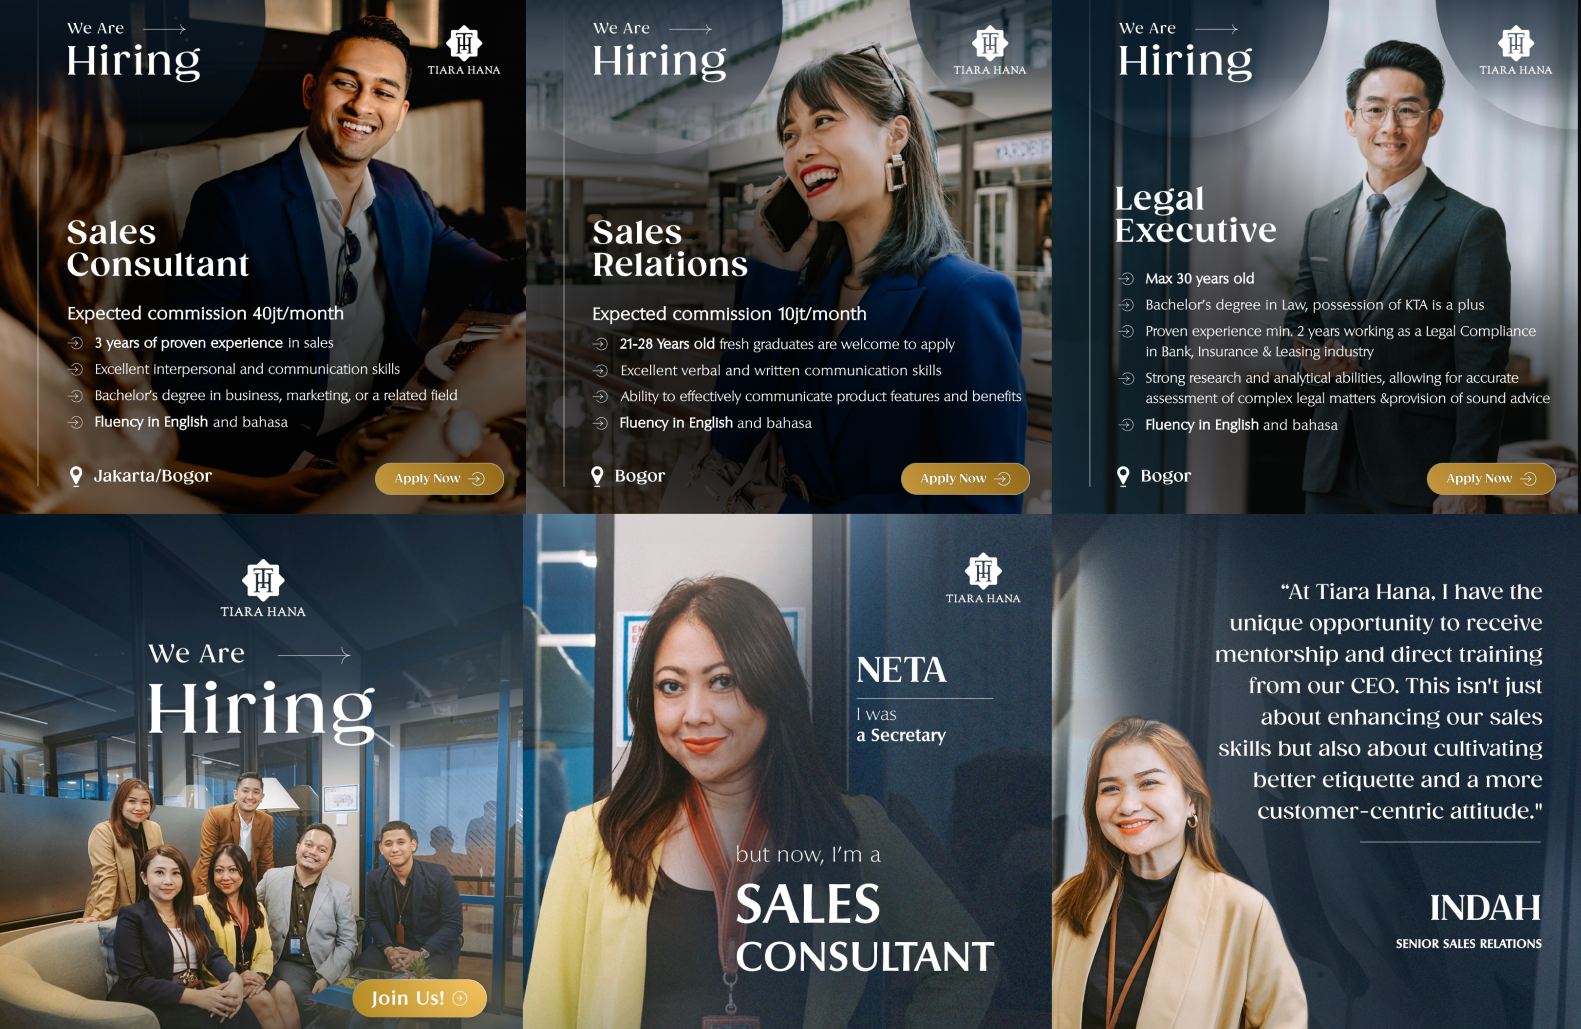 We Are
Hiring
TIARA HANA
Sales
Consultant
Expected commission 40jt/month
3 years of proven experience in sales
Excellent interpersonal and communication skills
Bachelor's degree in business, marketing, or a related field
Fluency in English and bahasa
Jakarta/Bogor
Apply Now
We Are
Hiring
TIARA HANA
Sales
Relations
Expected commission 10jt/month
21-28 Years old fresh graduates are welcome to apply
Excellent verbal and written communication skills
Ability to effectively communicate product features and benefits
Fluency in English and bahasa
Bogor
Apply Now
We Are
Hiring
TIARA HANA
Legal
Executive
Max 30 years old
Bachelor's degree in Law, possession of KTA is a plus
Proven experience min. 2 years working as a Legal Compliance
in Bank, Insurance & Leasing industry
Strong research and analytical abilities, allowing for accurate
assessment of complex legal matters &provision of sound advice
Fluency in English and bahasa
Bogor
Apply Now
TIARA HANA
We Are
Hiring
Join Us!
TIARA HANA
NETA
I was
a Secretary
but now, I'm a
SALES
CONSULTANT
“At Tiara Hana, I have the
unique opportunity to receive
mentorship and direct training
from our CEO. This isn't just
about enhancing our sales
skills but also about cultivating
better etiquette and a more
customer-centric attitude."
INDAH
SENIOR SALES RELATIONS